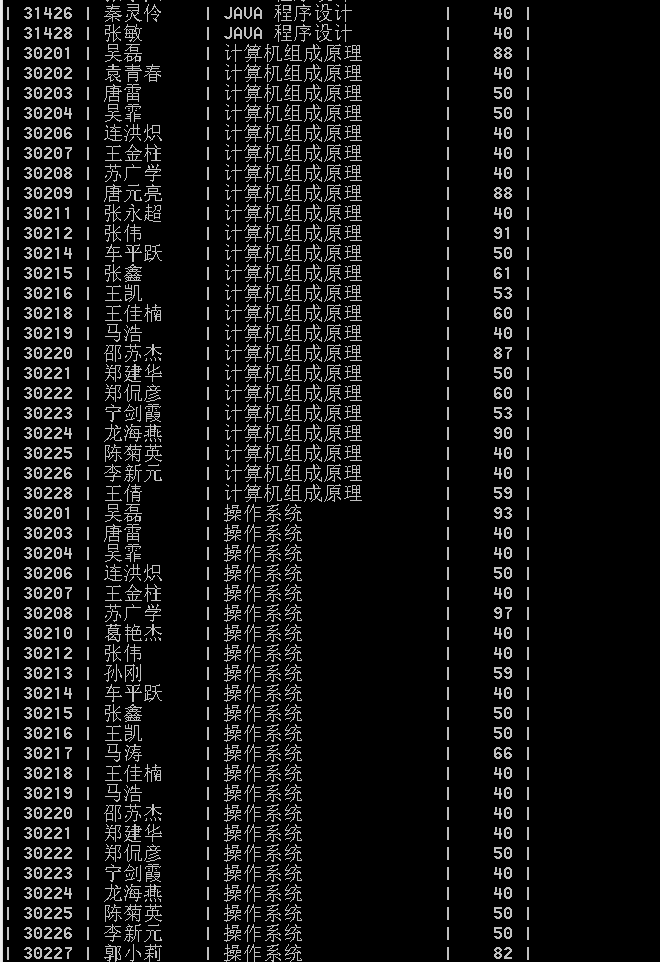 | 31426 | 秦灵伶 | JAVA 程序设计 | 40 |
| 31428 | 张敏 | JAVA 程序设计 | 40 |
| 30201 | 吴磊 | 计算机组成原理 | 88 |
| 30202 | 袁青春 | 计算机组成原理 | 40 |
| 30203 | 唐雷 | 计算机组成原理 | 50 |
| 30204 | 吴霏 | 计算机组成原理 | 50 |
| 30206 | 连洪炽 | 计算机组成原理 | 40 |
| 30207 | 王金柱 | 计算机组成原理 | 40 |
| 30208 | 苏广学 | 计算机组成原理 | 40 |
| 30209 | 唐元亮 | 计算机组成原理 | 88 |
| 30211 | 张永超 | 计算机组成原理 | 40 |
| 30212 | 张伟 | 计算机组成原理 | 91 |
| 30214 | 车平跃 | 计算机组成原理 | 50 |
| 30215 | 张鑫 | 计算机组成原理 | 61 |
| 30216 | 王凯 | 计算机组成原理 | 53 |
| 30218 | 王佳楠 | 计算机组成原理 | 60 |
| 30219 | 马浩 | 计算机组成原理 | 40 |
| 30220 | 邵苏杰 | 计算机组成原理 | 87 |
| 30221 | 郑建华 | 计算机组成原理 | 50 |
| 30222 | 郑侃彦 | 计算机组成原理 | 60 |
| 30223 | 宁剑霞 | 计算机组成原理 | 53 |
| 30224 | 龙海燕 | 计算机组成原理 | 90 |
| 30225 | 陈菊英 | 计算机组成原理 | 40 |
| 30226 | 李新元 | 计算机组成原理 | 40 |
| 30228 | 王倩 | 计算机组成原理 | 59 |
| 30201 | 吴磊 | 操作系统 | 93 |
| 30203 | 唐雷 | 操作系统 | 40 |
| 30204 | 吴霏 | 操作系统 | 40 |
| 30206 | 连洪炽 | 操作系统 | 50 |
| 30207 | 王金柱 | 操作系统 | 40 |
| 30208 | 苏广学 | 操作系统 | 97 |
| 30210 | 葛艳杰 | 操作系统 | 40 |
| 30212 | 张伟 | 操作系统 | 40 |
| 30213 | 孙刚 | 操作系统 | 59 |
| 30214 | 车平跃 | 操作系统 | 40 |
| 30215 | 张鑫 | 操作系统 | 50 |
| 30216 | 王凯 | 操作系统 | 50 |
| 30217 | 马涛 | 操作系统 | 66 |
| 30218 | 王佳楠 | 操作系统 | 40 |
| 30219 | 马浩 | 操作系统 | 40 |
| 30220 | 邵苏杰 | 操作系统 | 40 |
| 30221 | 郑建华 | 操作系统 | 40 |
| 30222 | 郑侃彦 | 操作系统 | 50 |
| 30223 | 宁剑霞 | 操作系统 | 40 |
| 30224 | 龙海燕 | 操作系统 | 40 |
| 30225 | 陈菊英 | 操作系统 | 50 |
| 30226 | 李新元 | 操作系统 | 50 |
| 30227 | 郭小莉 | 操作系统 | 82 |